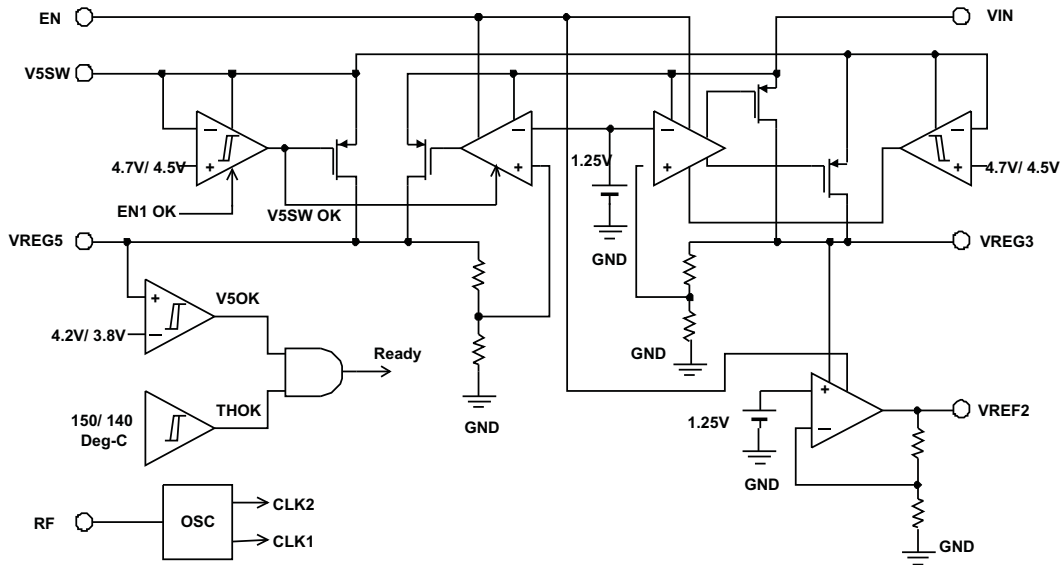 EN
VIN
V5SW
4.7V/ 4.5V
1.25V
4.7V/ 4.5V
EN1 OK
V5SW OK
VREG5
GND
VREG3
V5OK
4.2V/ 3.8V
Ready
GND
THOK
150/ 140
Deg-C
GND
1.25V
VREF2
GND
RF
OSC
CLK2
CLK1
GND